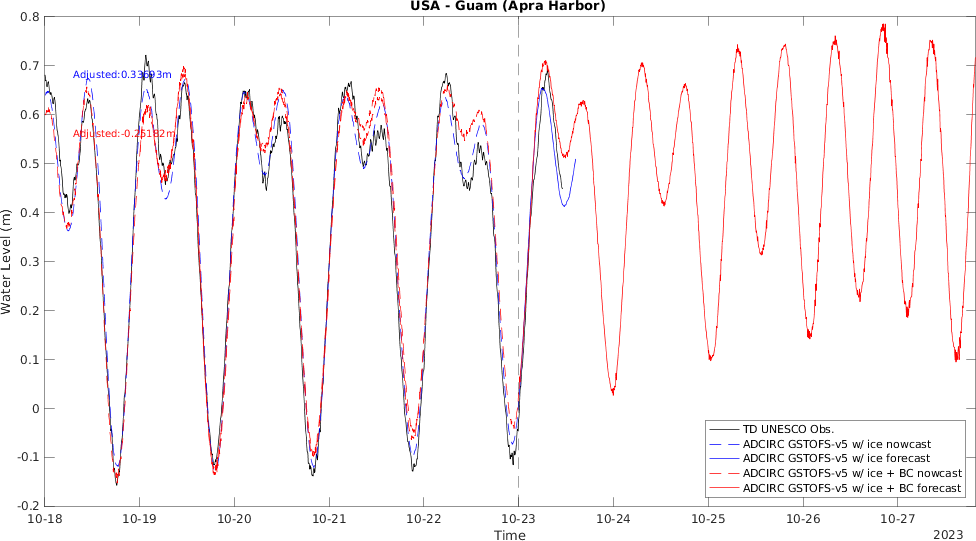 USA - Guam (Apra Harbor)
0.8
0.7
0.6
0.5
0.4
0.3
0.2
0.1
0
-0.1
-0.2
Water Level (m)
Adjusted:0.33693m
Adjusted:-0.25182m
TD UNESCO Obs.
ADCIRC GSTOFS-v5 w/ ice nowcast
ADCIRC GSTOFS-v5 w/ ice forecast
ADCIRC GSTOFS-v5 w/ ice + BC nowcast
ADCIRC GSTOFS-v5 w/ ice + BC forecast
10-18 10-19 10-20 10-21 10-22 10-23 10-24 10-25 10-26 10-27
Time
2023